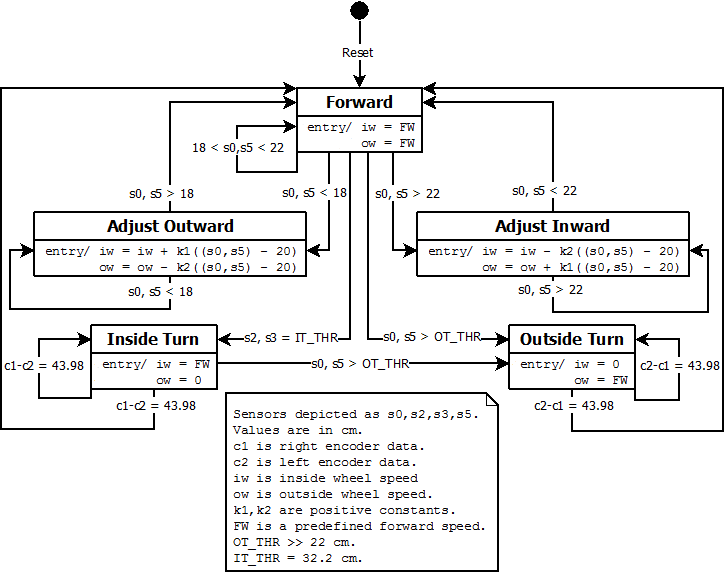 Reset
Forward
entry/ iw = FW
ow = FW
18 < s0,s5 < 22
s0, s5 > 18
s0, s5 < 18
s0, s5 > 22
s0, s5 < 22
Adjust Outward
entry/ iw = iw + k1((s0,s5) - 20)
ow = ow - k2((s0,s5) - 20)
s0, s5 < 18
Adjust Inward
entry/ iw = iw - k2((s0,s5) - 20)
ow = ow + k1((s0,s5) - 20)
s0, s5 > 22
Inside Turn
entry/ iw = FW
ow = 0
c1-c2 = 43.98
c1-c2 = 43.98
s2, s3 = IT_THR
s0, s5 > OT_THR
s0, s5 > OT_THR
Outside Turn
entry/ iw = 0
ow = FW
c2-c1 = 43.98
c2-c1 = 43.98
Sensors depicted as s0,s2,s3,s5.
Values are in cm.
c1 is right encoder data.
c2 is left encoder data.
iw is inside wheel speed
ow is outside wheel speed.
k1,k2 are positive constants.
FW is a predefined forward speed.
OT_THR >> 22 cm.
IT_THR = 32.2 cm.